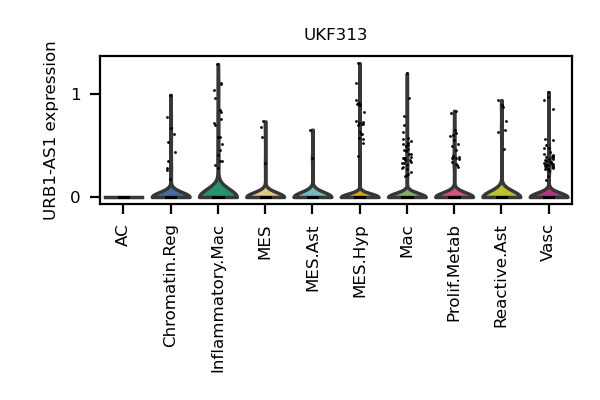 UKF313
URB1-AS1 expression
1
0
AC
Chromatin.Reg
Inflammatory.Mac
MES
MES.Ast
MES.Hyp
Mac
Prolif.Metab
Reactive.Ast
Vasc